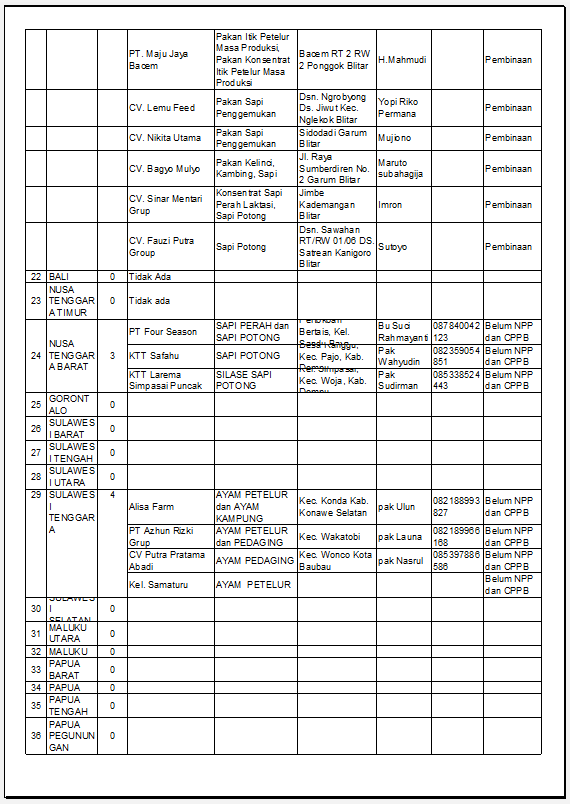 PT. Maju Jaya
Bacem
Pakan Itik Petelur
Masa Produksi,
Pakan Konsentrat
Itik Petelur Masa
Produksi
Bacem RT 2 RW
2 Ponggok Blitar
H.Mahmudi
Pembinaan
CV. Lemu Feed
Pakan Sapi
Penggemukan
Dsn. Ngrobyong
Ds. Jiwut Kec.
Nglekok Blitar
Yopi Riko
Permana
Pembinaan
CV. Nikita Utama
Pakan Sapi
Penggemukan
Sidodadi Garum
Blitar
Mujiono
Pembinaan
CV. Bagyo Mulyo
Pakan Kelinci,
Kambing, Sapi
Jl. Raya
Sumberdiren No.
2 Garum Blitar
Maruto
subahagija
Pembinaan
CV. Sinar Mentari
Grup
Konsentrat Sapi
Perah Laktasi,
Sapi Potong
Jimbe
Kademangan
Blitar
Imron
Pembinaan
CV. Fauzi Putra
Group
Sapi Potong
Dsn. Sawahan
RT/RW 01/06 DS.
Satrean Kanigoro
Blitar
Sutoyo
Pembinaan
22 BALI 0 Tidak Ada
23
NUSA
TENGGAR
A TIMUR
0
Tidak ada
24
NUSA
TENGGAR
A BARAT
3
PT Four Season
SAPI PERAH dan
SAPI POTONG
Bertais, Kel.
Bu Suci
Rahmayanti
087840042
123
Belum NPP
dan CPPB
KTT Safahu
SAPI POTONG
Kec. Pajo, Kab.
Pak
Wahyudin
082359054
851
Belum NPP
dan CPPB
KTT Larema
Simpasai Puncak
SILASE SAPI
POTONG
Kec. Woja, Kab.
Pak
Sudirman
085338524
443
Belum NPP
dan CPPB
25
GORONT
ALO
0
26
SULAWES
I BARAT
0
27
SULAWES
I TENGAH
0
28
SULAWES
I UTARA
0
29
SULAWES
I
TENGGAR
A
4
Alisa Farm
AYAM PETELUR
dan AYAM
KAMPUNG
Kec. Konda Kab.
Konawe Selatan
pak Ulun
082188993
827
Belum NPP
dan CPPB
PT Azhun Rizki
Grup
AYAM PETELUR
dan PEDAGING
Kec. Wakatobi
pak Launa
082189966
168
Belum NPP
dan CPPB
CV Putra Pratama
Abadi
AYAM PEDAGING
Kec. Wonco Kota
Baubau
pak Nasrul
085397886
586
Belum NPP
dan CPPB
Kel. Samaturu
AYAM PETELUR
Belum NPP
dan CPPB
30
SULAWES
I
SELATAN
0
31
MALUKU
UTARA
0
32 MALUKU 0
33
PAPUA
BARAT
0
34 PAPUA 0
35
PAPUA
TENGAH
0
36
PAPUA
PEGUNUN
GAN
0